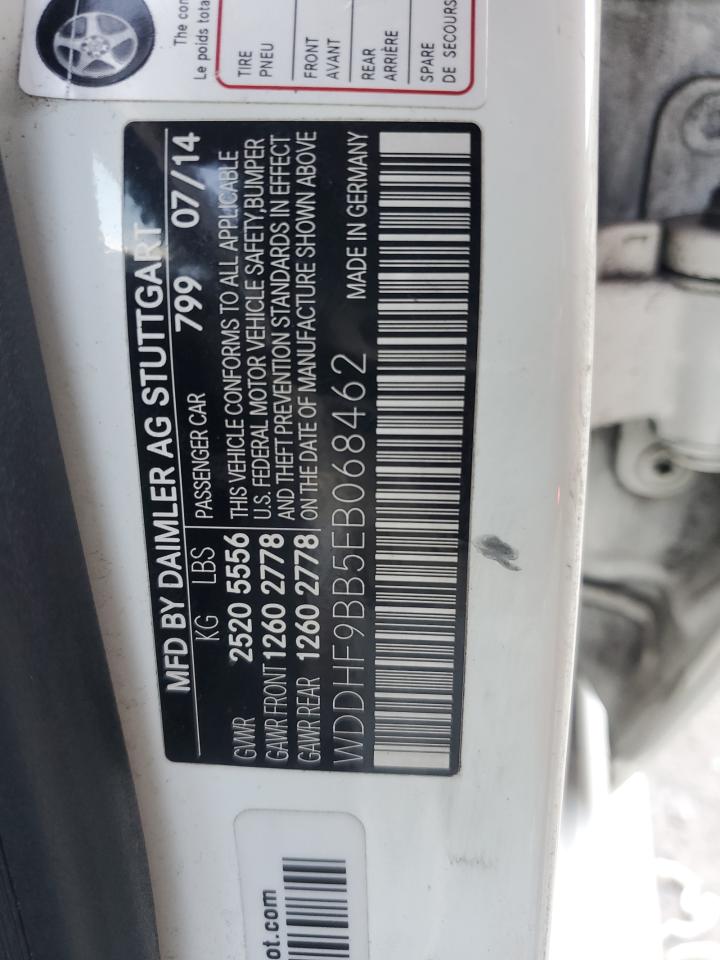 The con
Le poids tota
TIRE
PNEU
FRONT
AVANT
REAR
ARRIÈRE
SPARE
DE SECOURS
MFD BY DAIMLER AG STUTTGART
KG LBS PASSENGER CAR 799 07/14
GVWR 2520 5556 THIS VEHICLE CONFORMS TO ALL APPLICABLE
U.S. FEDERAL MOTOR VEHICLE SAFETY,BUMPER
GAWR FRONT 1260 2778 AND THEFT PREVENTION STANDARDS IN EFFECT
GAWR REAR 1260 2778 ON THE DATE OF MANUFACTURE SHOWN ABOVE
WDDHF9BB5EB068462 MADE IN GERMANY
ot.com